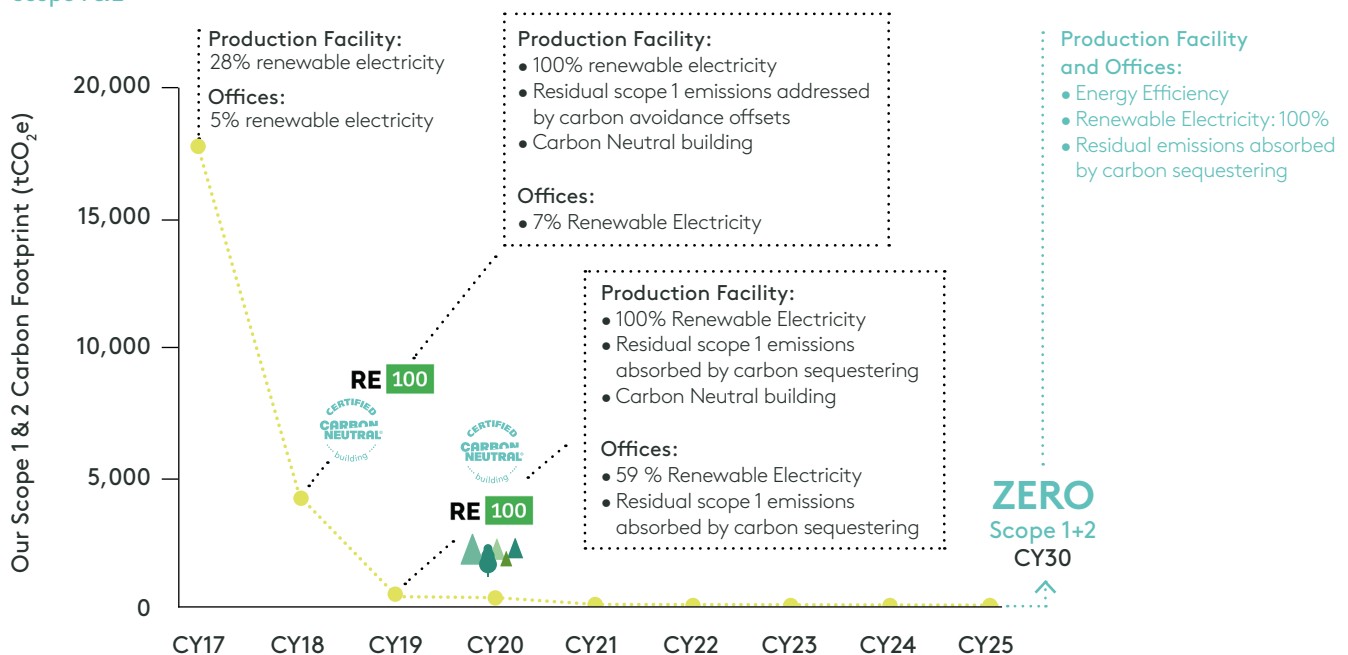 Production Facility:
28% renewable electricity
Offices:
5% renewable electricity
Production Facility:
• 100% renewable electricity
• Residual scope 1 emissions addressed
by carbon avoidance offsets
• Carbon Neutral building
Offices:
• 7% Renewable Electricity
Production Facility
and Offices:
• Energy Efficiency
• Renewable Electricity: 100%
• Residual emissions absorbed
by carbon sequestering
Our Scope 1 & 2 Carbon Footprint (tCO₂e)
20,000
15,000
10,000
5,000
0
RE 100
CERTIFIED
CARBON
NEUTRAL®
building
CERTIFIED
CARBON
NEUTRAL®
building
RE 100
Production Facility:
• 100% Renewable Electricity
• Residual scope 1 emissions
absorbed by carbon sequestering
• Carbon Neutral building
Offices:
• 59 % Renewable Electricity
• Residual scope 1 emissions
absorbed by carbon sequestering
ZERO
Scope 1+2
CY30
CY17 CY18 CY19 CY20 CY21 CY22 CY23 CY24 CY25